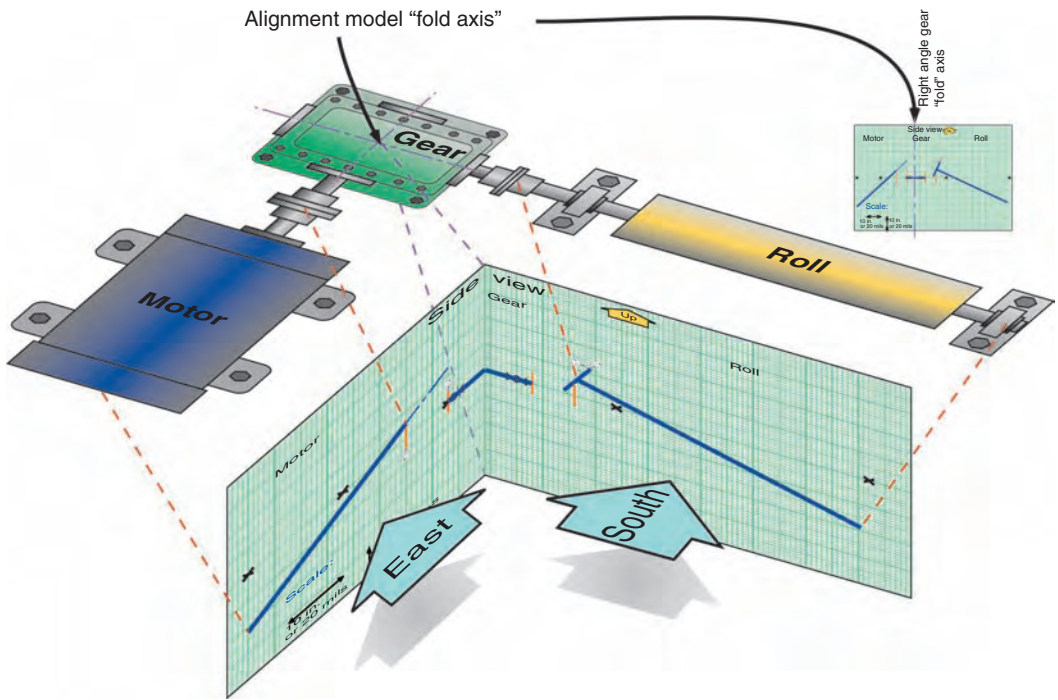 Alignment model “fold axis”
Right angle gear
“fold” axis
Side view
Up
Motor
Gear
Roll
Scale:
10 in.
or 20 mils
10 in.
or 20 mils
Gear
Roll
Motor
Side view
Gear
Up
Roll
Motor
Scale:
10 in.
or 20 mils
East
South